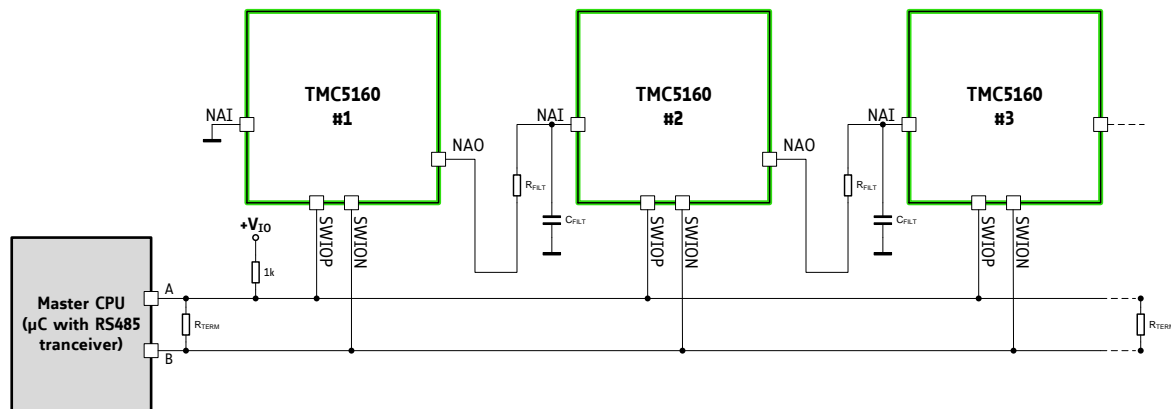 TMC5160
#1
TMC5160
#2
TMC5160
#3
NAI
NAI
NAI
NAO
NAO
RFILT
RFILT
CFILT
CFILT
SWIOP
SWION
SWIOP
SWION
SWIOP
SWION
+VIO
1k
Master CPU
(µC with RS485
tranceiver)
A
B
RTERM
RTERM